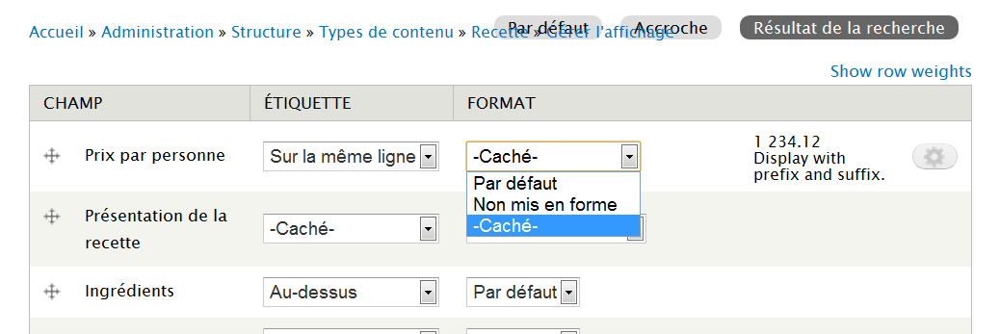 Accueil » Administration » Structure » Types de contenu » Recette » Gérer l'affichage
Par défaut Accroche Résultat de la recherche
Show row weights
CHAMP ÉTIQUETTE FORMAT
Prix par personne Sur la même ligne -Caché- 1 234.12
Display with
prefix and suffix.
Par défaut
Non mis en forme
-Caché-
Présentation de la
recette -Caché-
Ingrédients Au-dessus Par défaut